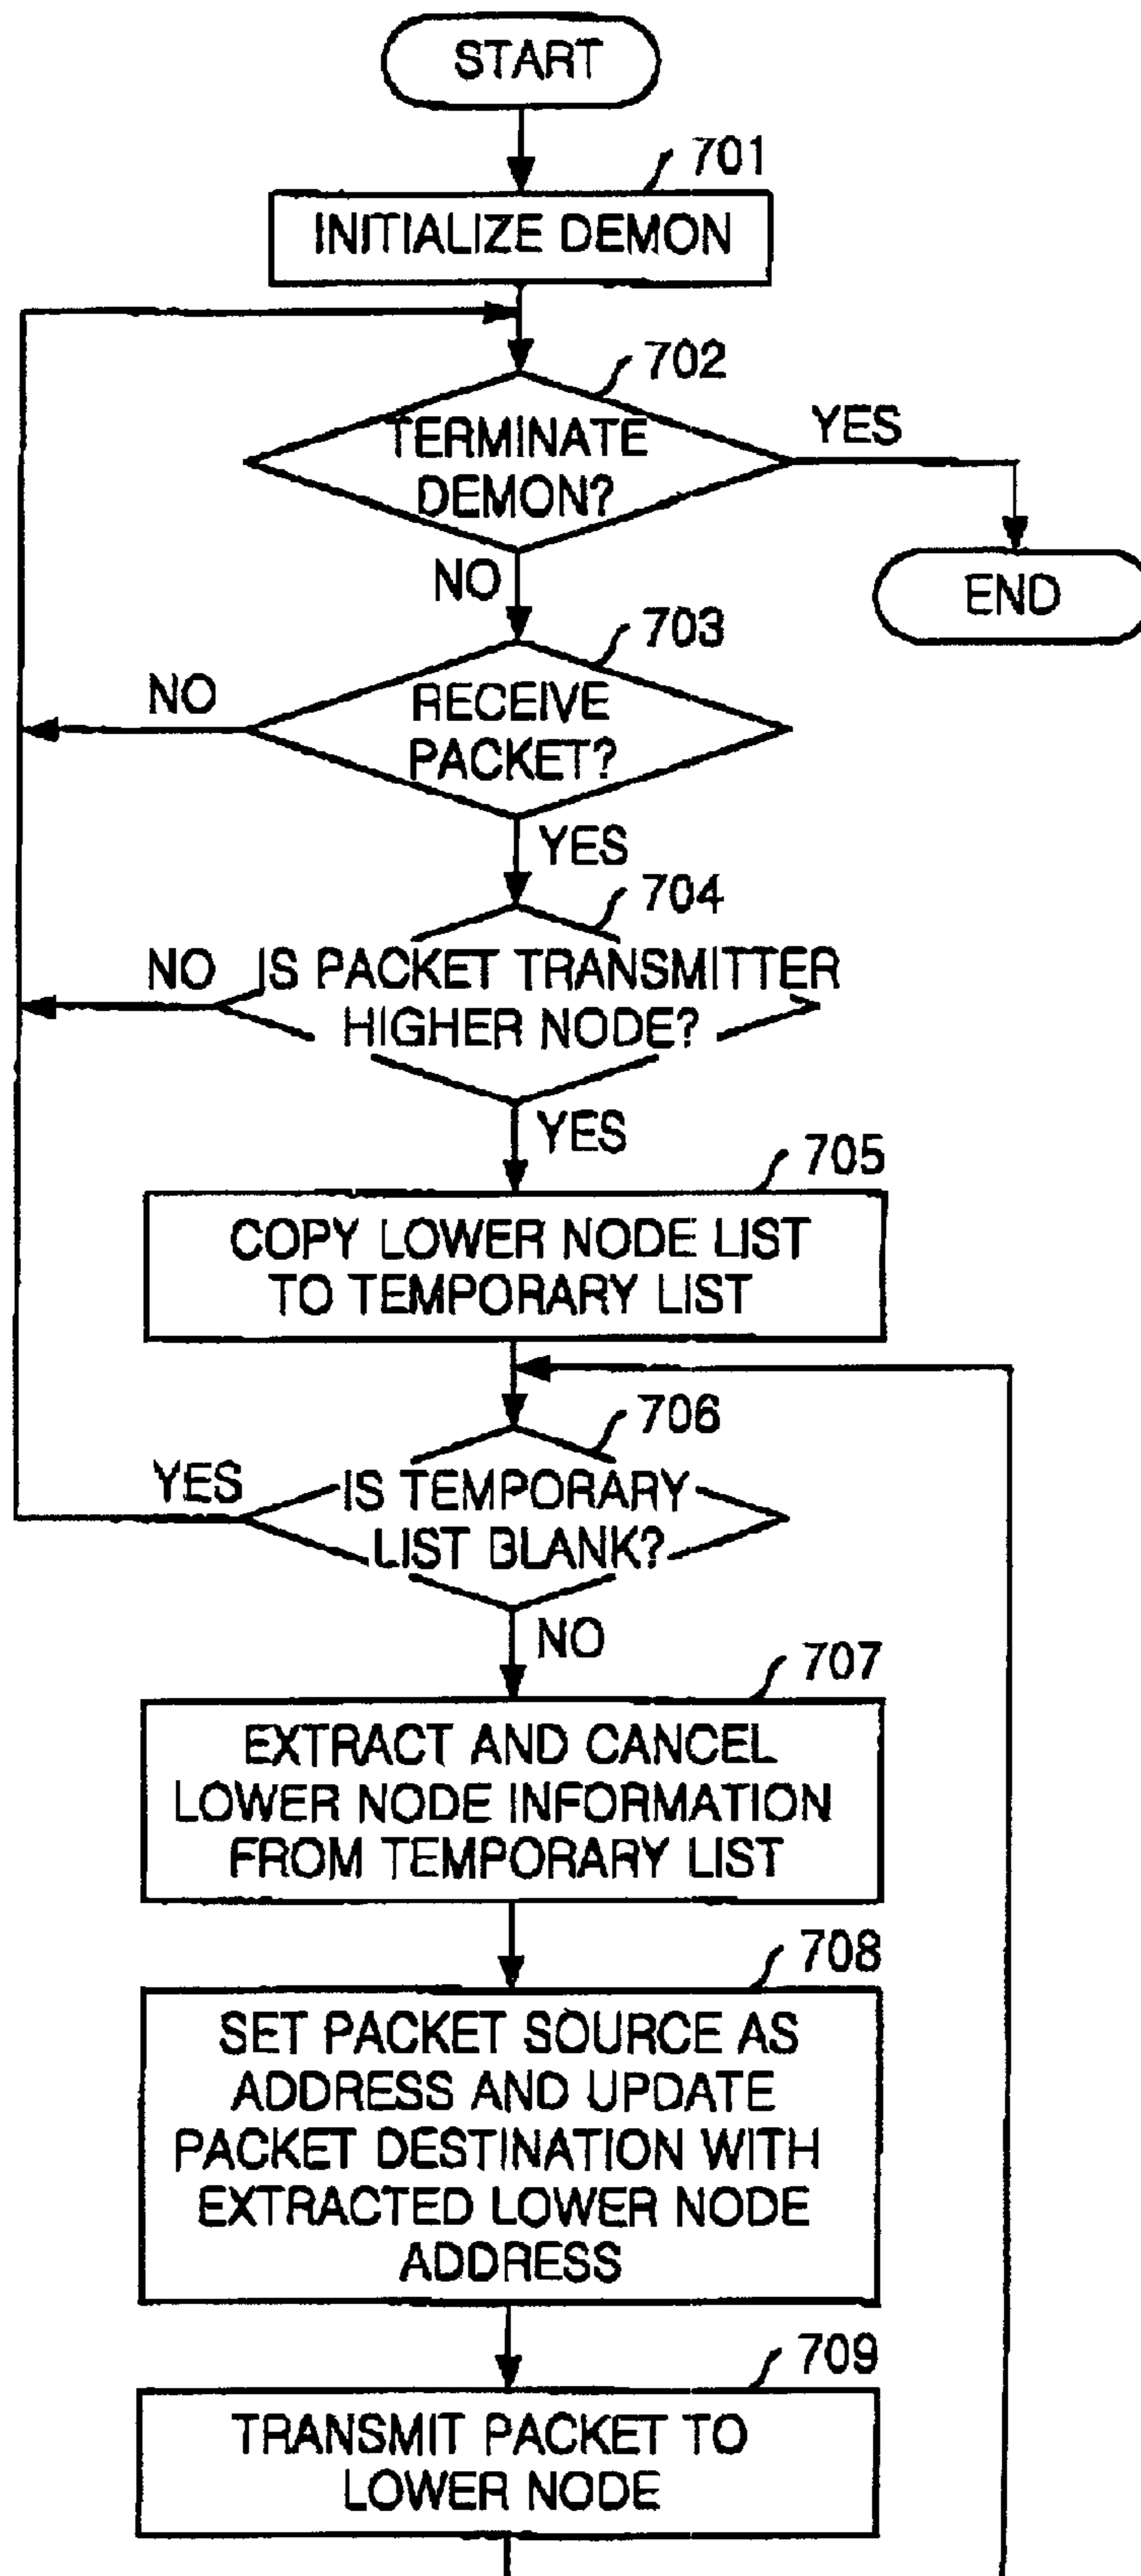 START
701
INITIALIZE DEMON
702
TERMINATE
DEMON?
YES
NO
END
703
RECEIVE
PACKET?
NO
YES
704
NO
IS PACKET TRANSMITTER
HIGHER NODE?
YES
705
COPY LOWER NODE LIST
TO TEMPORARY LIST
706
YES
IS TEMPORARY
LIST BLANK?
NO
707
EXTRACT AND CANCEL
LOWER NODE INFORMATION
FROM TEMPORARY LIST
708
SET PACKET SOURCE AS
ADDRESS AND UPDATE
PACKET DESTINATION WITH
EXTRACTED LOWER NODE
ADDRESS
709
TRANSMIT PACKET TO
LOWER NODE